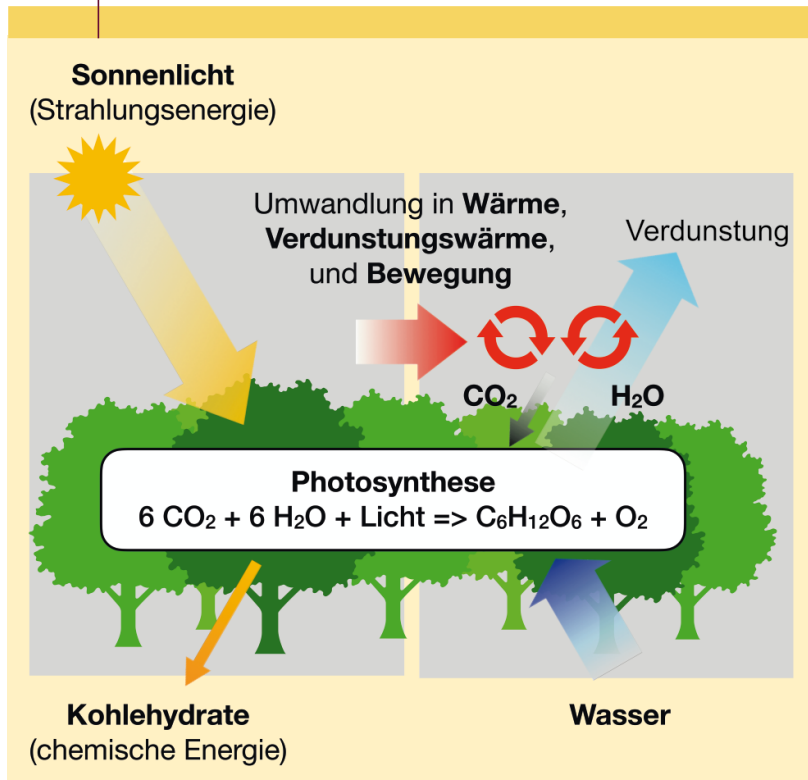 Sonnenlicht
(Strahlungsenergie)
Umwandlung in Wärme,
Verdunstungswärme,
und Bewegung
Verdunstung
CO₂
H₂O
Photosynthese
6 CO₂ + 6 H₂O + Licht => C₆H₁₂O₆ + O₂
Kohlehydrate
(chemische Energie)
Wasser